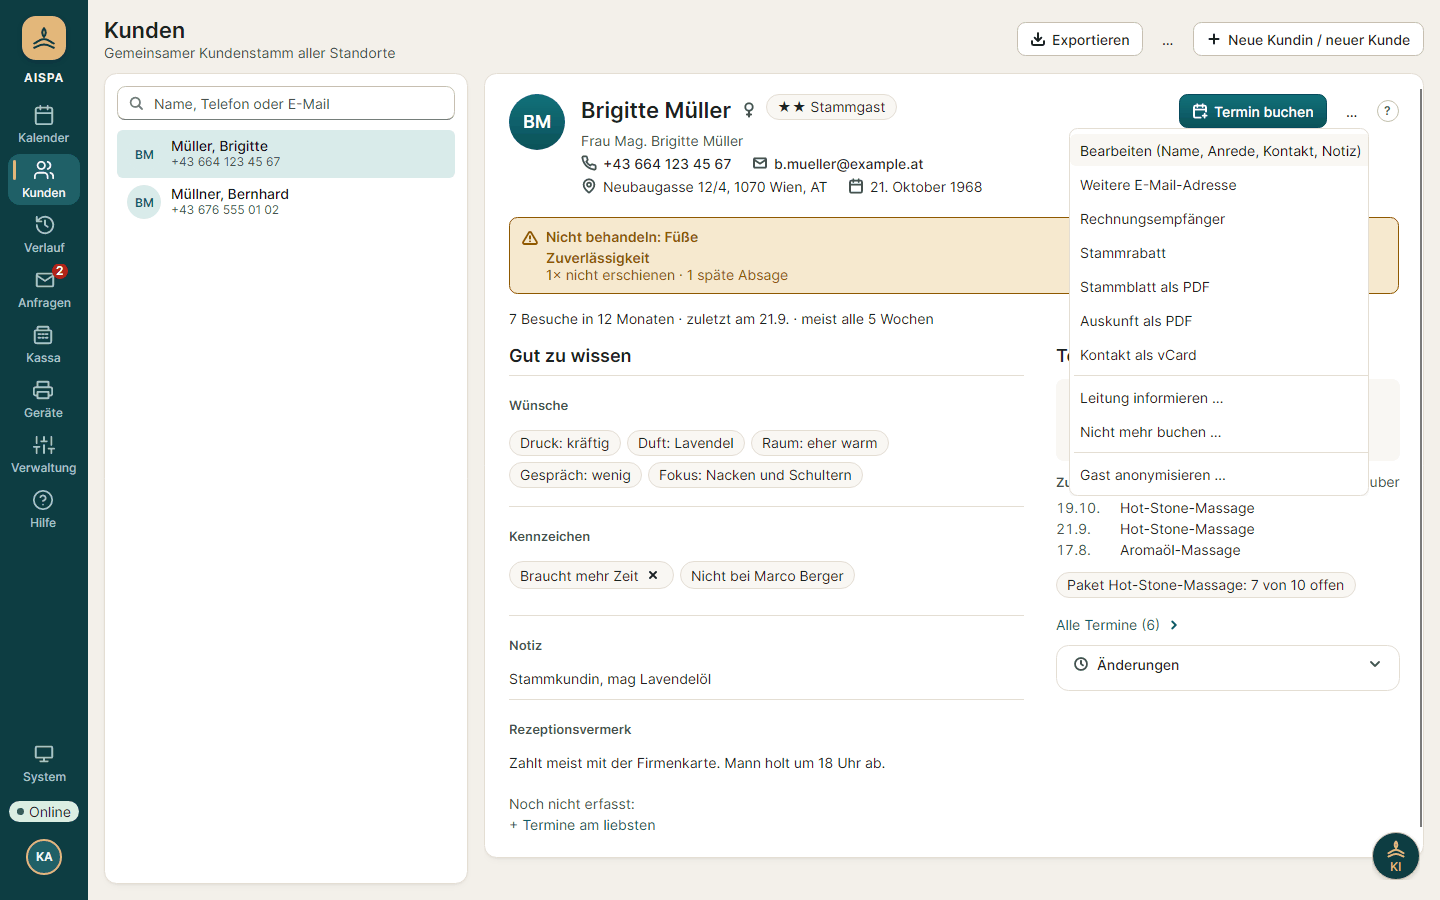 AISPA
Kalender
Kunden
Verlauf
Anfragen
2
Kassa
Geräte
Verwaltung
Hilfe
System
Online
KA
Kunden
Gemeinsamer Kundenstamm aller Standorte
Exportieren
...
Neue Kundin / neuer Kunde
Name, Telefon oder E-Mail
BM
Müller, Brigitte
+43 664 123 45 67
BM
Müllner, Bernhard
+43 676 555 01 02
BM
Brigitte Müller
★★ Stammgast
Frau Mag. Brigitte Müller
+43 664 123 45 67
b.mueller@example.at
Neubaugasse 12/4, 1070 Wien, AT
21. Oktober 1968
Termin buchen
...
?
Bearbeiten (Name, Anrede, Kontakt, Notiz)
Weitere E-Mail-Adresse
Rechnungsempfänger
Stammrabatt
Stammblatt als PDF
Auskunft als PDF
Kontakt als vCard
Leitung informieren ...
Nicht mehr buchen ...
Gast anonymisieren ...
Nicht behandeln: Füße
Zuverlässigkeit
1× nicht erschienen · 1 späte Absage
7 Besuche in 12 Monaten · zuletzt am 21.9. · meist alle 5 Wochen
Gut zu wissen
Wünsche
Druck: kräftig
Duft: Lavendel
Raum: eher warm
Gespräch: wenig
Fokus: Nacken und Schultern
Kennzeichen
Braucht mehr Zeit
Nicht bei Marco Berger
Notiz
Stammkundin, mag Lavendelöl
Rezeptionsvermerk
Zahlt meist mit der Firmenkarte. Mann holt um 18 Uhr ab.
Noch nicht erfasst:
+ Termine am liebsten
19.10. Hot-Stone-Massage
21.9. Hot-Stone-Massage
17.8. Aromaöl-Massage
Paket Hot-Stone-Massage: 7 von 10 offen
Alle Termine (6)
Änderungen
KI